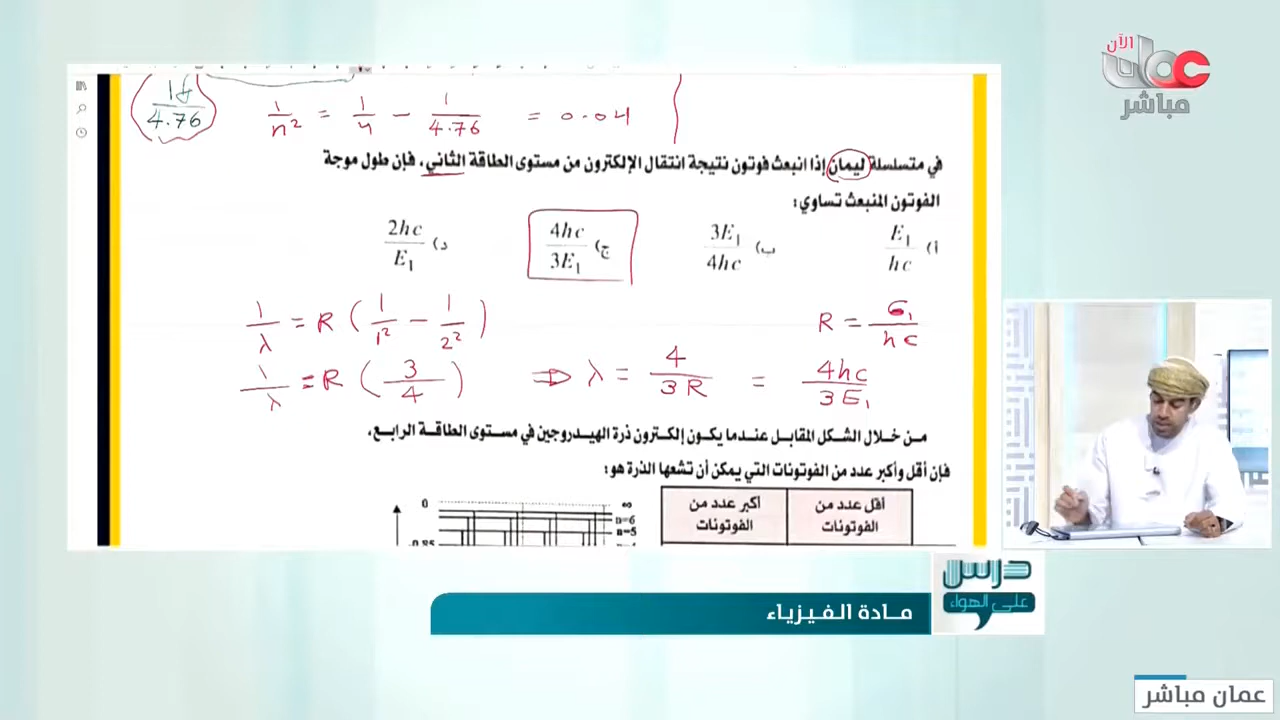 الآن
عمان
مباشر
1/4.76
1/n² = 1/4 − 1/4.76 = 0.04
في متسلسلة ليمان إذا انبعث فوتون نتيجة انتقال الإلكترون من مستوى الطاقة الثاني، فإن طول موجة
الفوتون المنبعث تساوي:
أ) E₁/hc ب) 3E₁/4hc ج) 4hc/3E₁ د) 2hc/E₁
1/λ = R (1/1² − 1/2²) R = E₁/hc
1/λ = R (3/4) ⇒ λ = 4/3R = 4hc/3E₁
من خلال الشكل المقابل عندما يكون إلكترون ذرة الهيدروجين في مستوى الطاقة الرابع،
فإن أقل وأكبر عدد من الفوتونات التي يمكن أن تشعها الذرة هو:
أقل عدد من الفوتونات
أكبر عدد من الفوتونات
0 ∞
n=6
n=5
درس
على الهواء
مادة الفيزياء
عمان مباشر